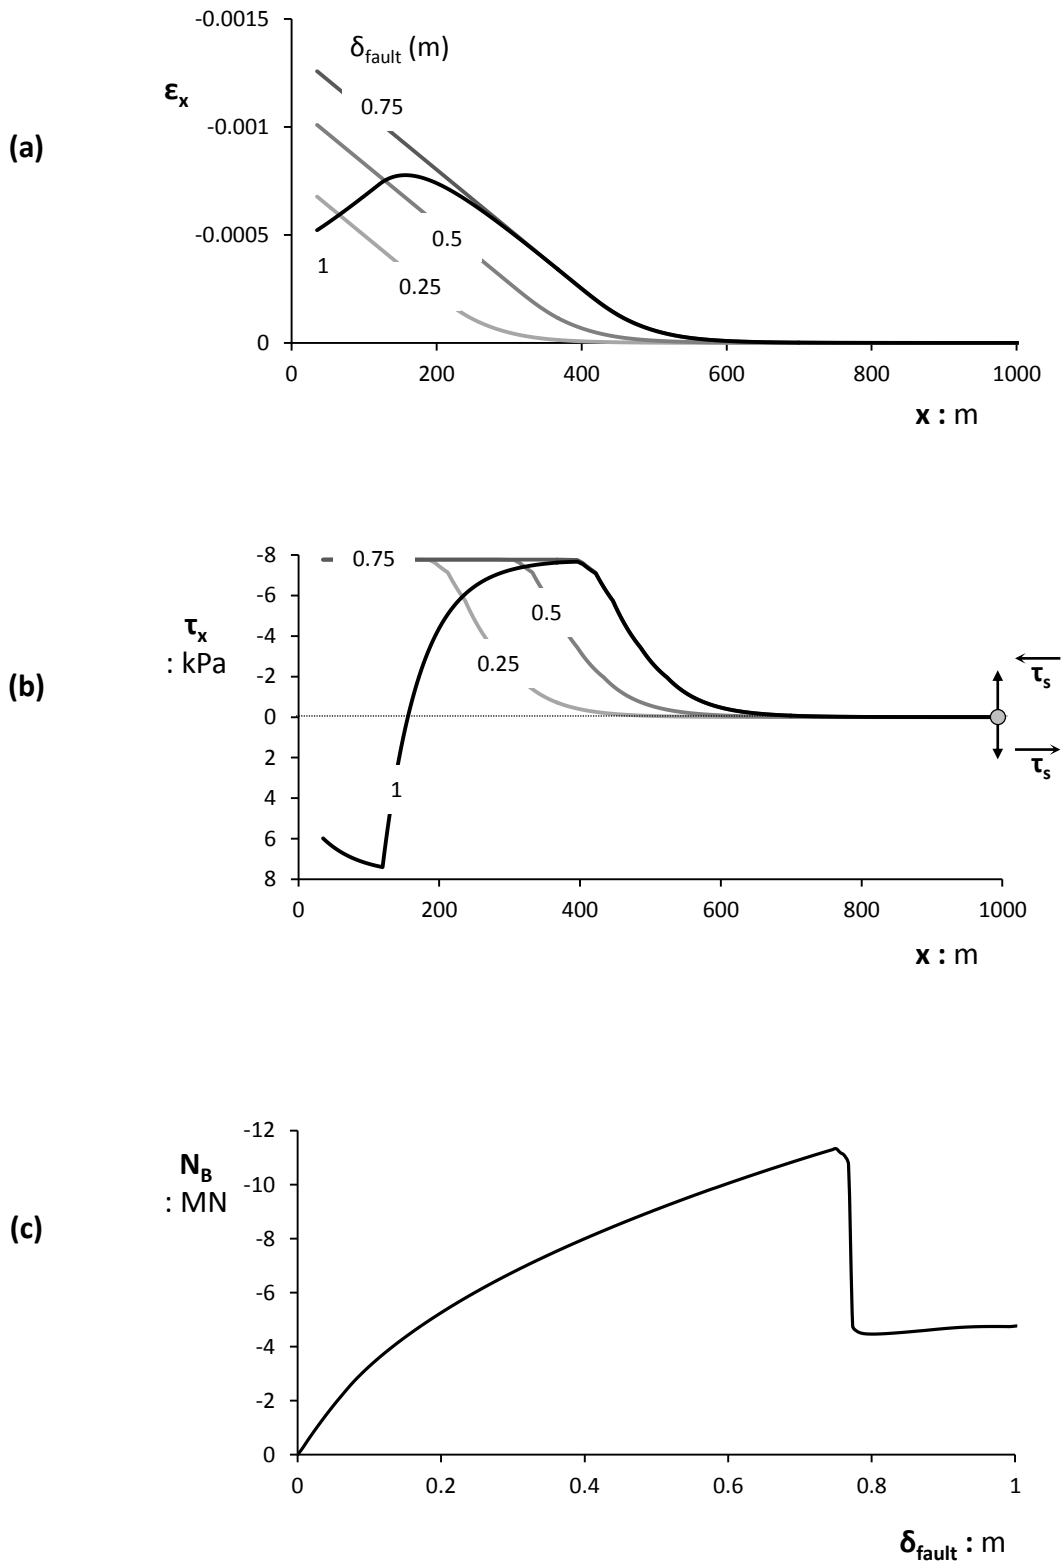 (a)
εx
δfault (m)
-0.0015
-0.001
-0.0005
0
0.75
0.5
0.25
1
0 200 400 600 800 1000
x : m
(b)
τx
: kPa
-8
-6
-4
-2
0
2
4
6
8
0.75
0.5
0.25
1
τs
τs
0 200 400 600 800 1000
x : m
(c)
NB
: MN
-12
-10
-8
-6
-4
-2
0
0 0.2 0.4 0.6 0.8 1
δfault : m